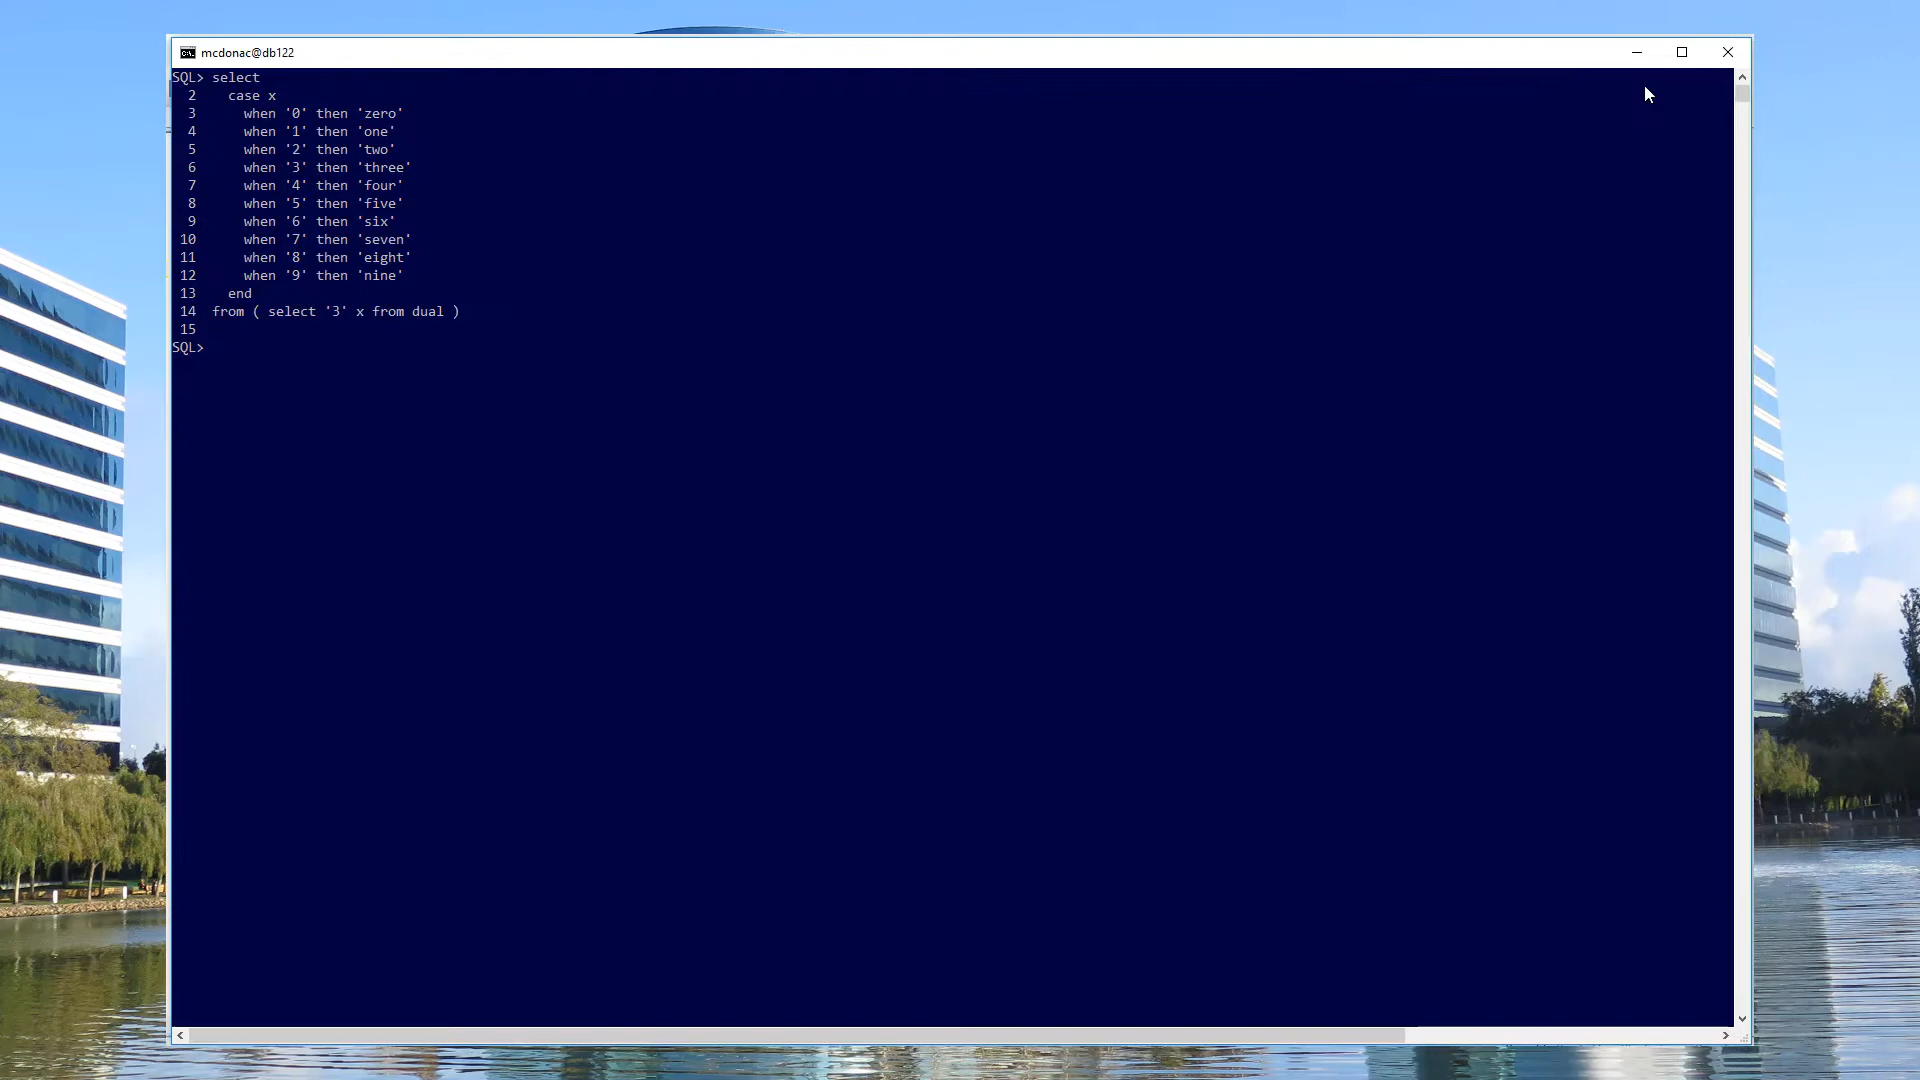 mcdonac@db122
SQL> select
2 case x
3 when '0' then 'zero'
4 when '1' then 'one'
5 when '2' then 'two'
6 when '3' then 'three'
7 when '4' then 'four'
8 when '5' then 'five'
9 when '6' then 'six'
10 when '7' then 'seven'
11 when '8' then 'eight'
12 when '9' then 'nine'
13 end
14 from ( select '3' x from dual )
15
SQL>